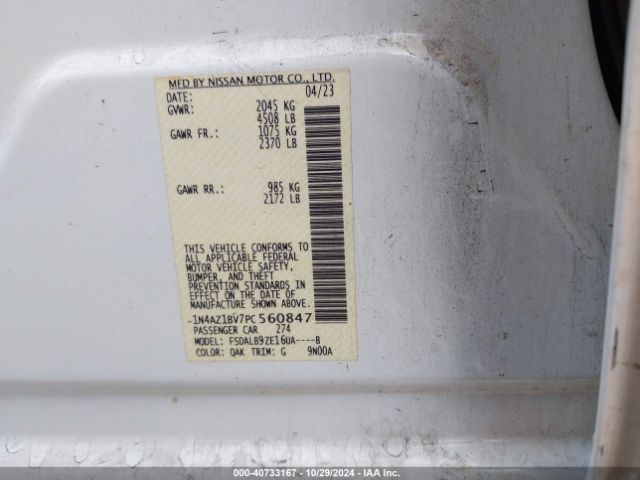 MFD BY NISSAN MOTOR CO., LTD.
DATE: 04/23
GVWR: 2045 KG
4508 LB
GAWR FR: 1075 KG
2370 LB
GAWR RR: 985 KG
2172 LB
THIS VEHICLE CONFORMS TO
ALL APPLICABLE FEDERAL
MOTOR VEHICLE SAFETY,
BUMPER, AND THEFT
PREVENTION STANDARDS
IN EFFECT ON THE DATE OF
MANUFACTURE SHOWN ABOVE.
-1N4AZ1BV7PC560847
PASSENGER CAR 274
MODEL: FSDALB9ZE16UA----B
COLOR: QAK TRIM: G 9N00A
000-40733167 • 10/29/2024 • IAA Inc.